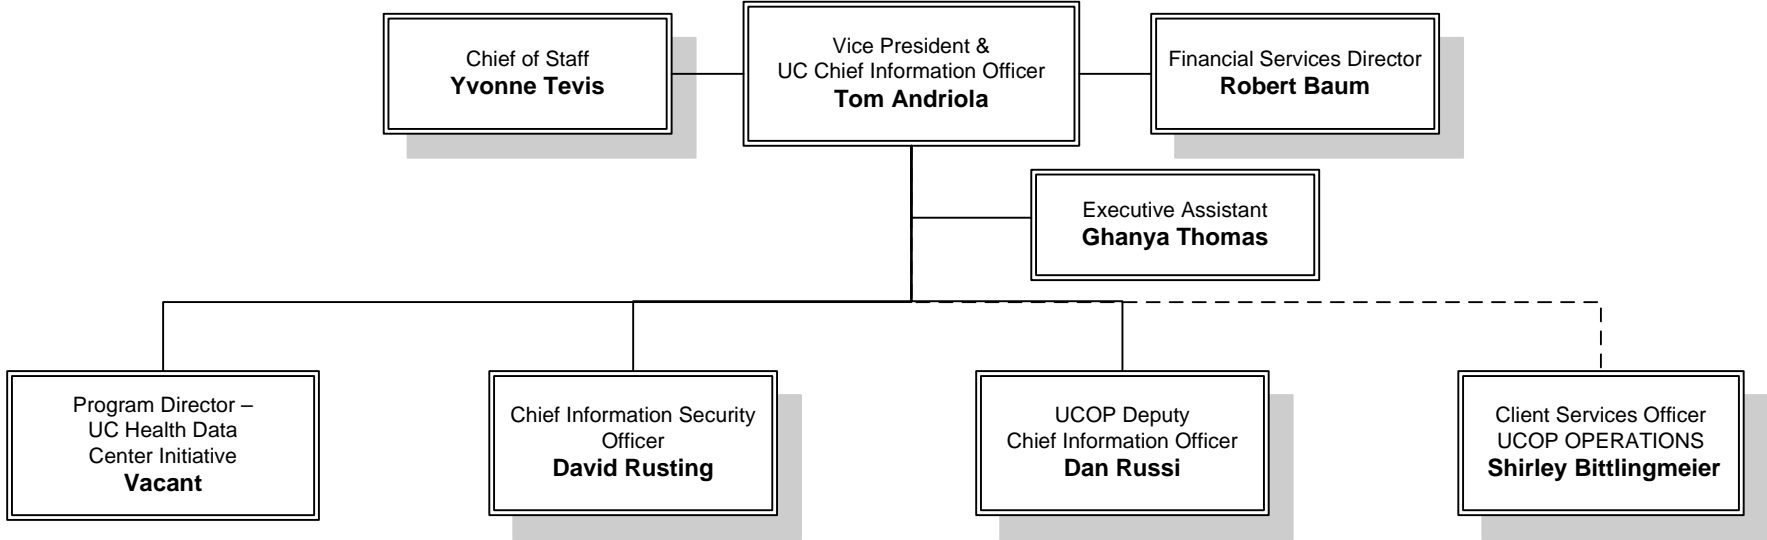 Chief of Staff
Yvonne Tevis
Vice President &
UC Chief Information Officer
Tom Andriola
Financial Services Director
Robert Baum
Executive Assistant
Ghanya Thomas
Program Director –
UC Health Data
Center Initiative
Vacant
Chief Information Security
Officer
David Rusting
UCOP Deputy
Chief Information Officer
Dan Russi
Client Services Officer
UCOP OPERATIONS
Shirley Bittlingmeier